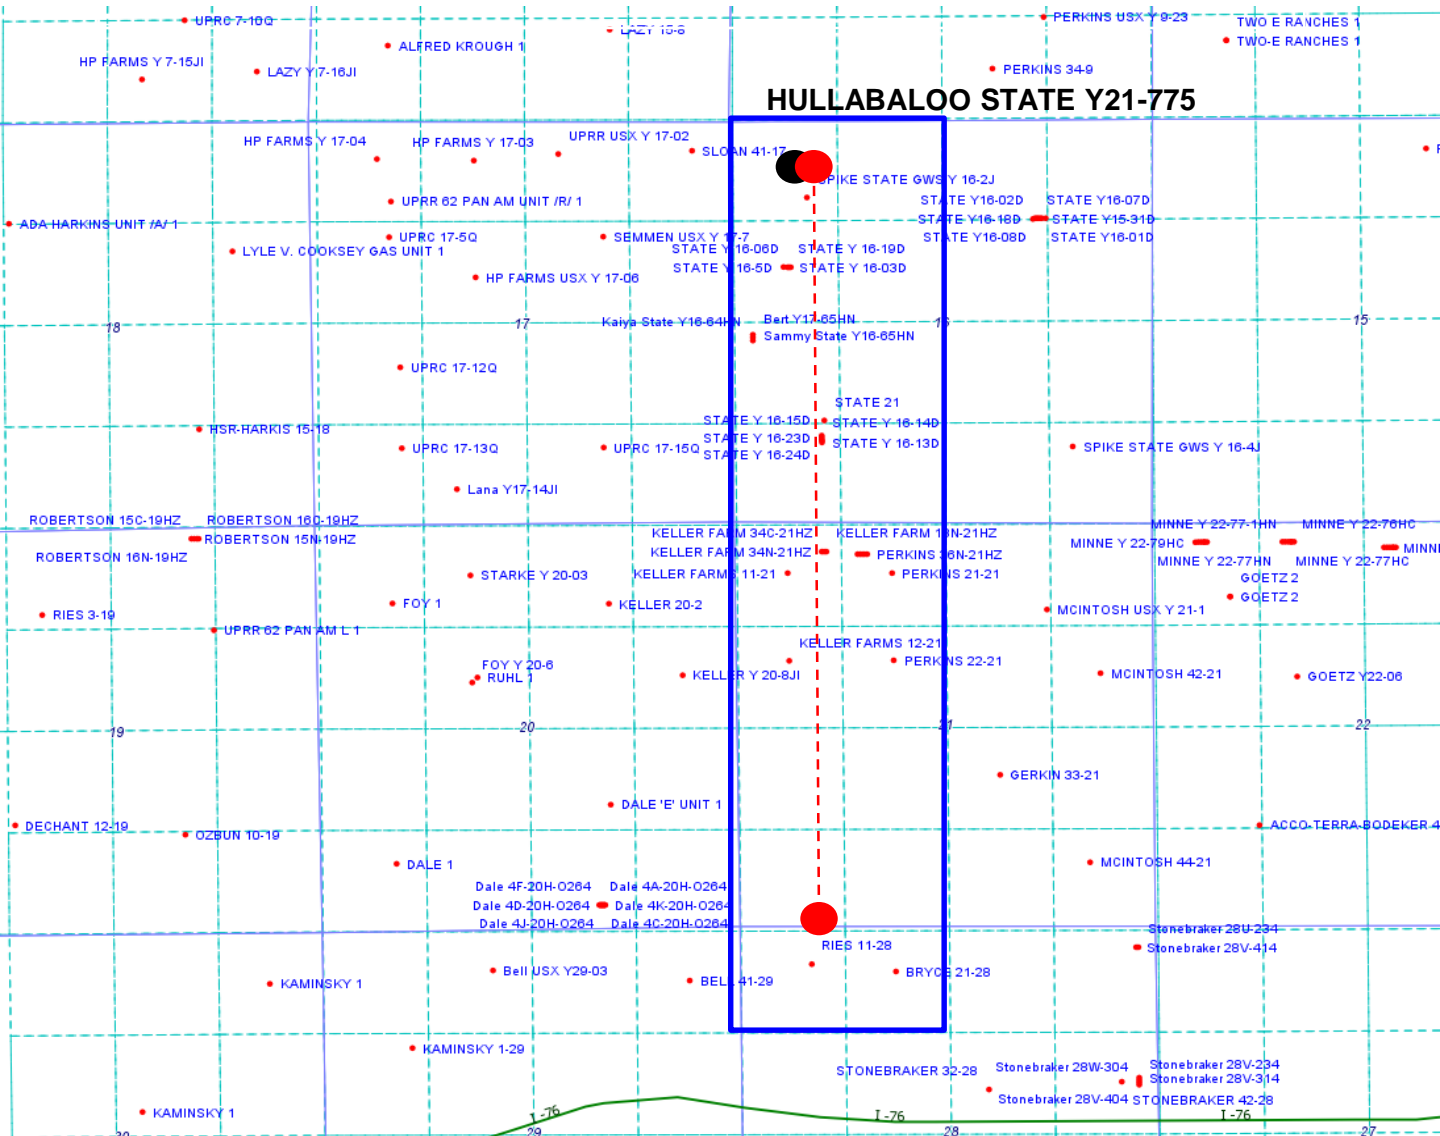 UPRC 7-10Q
PERKINS USX Y 9-23
TWO E RANCHES 1
LAZY 15-8
ALFRED KROUGH 1
TWO-E RANCHES 1
HP FARMS Y 7-15JI
LAZY Y 7-16JI
PERKINS 34-9
HULLABALOO STATE Y21-775
HP FARMS Y 17-04
HP FARMS Y 17-03
UPRR USX Y 17-02
SLOAN 41-17
SPIKE STATE GWS Y 16-2J
UPRR 62 PAN AM UNIT /R/ 1
STATE Y16-02D
STATE Y16-07D
ADA HARKINS UNIT /A/ 1
STATE Y16-18D
STATE Y15-31D
UPRC 17-5Q
SEMMEN USX Y 17-7
STATE Y16-08D
STATE Y16-01D
LYLE V. COOKSEY GAS UNIT 1
STATE Y 16-06D
STATE Y 16-19D
STATE Y 16-5D
STATE Y 16-03D
HP FARMS USX Y 17-06
18
17
Kaiya State Y16-64HN
Bert Y17-65HN
16
15
Sammy State Y16-65HN
UPRC 17-12Q
STATE 21
STATE Y 16-15D
STATE Y 16-14D
HSR-HARKIS 15-18
STATE Y 16-23D
STATE Y 16-13D
UPRC 17-13Q
UPRC 17-15Q
STATE Y 16-24D
SPIKE STATE GWS Y 16-4J
Lana Y17-14JI
ROBERTSON 15C-19HZ
ROBERTSON 16C-19HZ
MINNE Y 22-77-1HN
MINNE Y 22-76HC
ROBERTSON 15N-19HZ
KELLER FARM 34C-21HZ
KELLER FARM 13N-21HZ
MINNE Y 22-79HC
MINNE
ROBERTSON 16N-19HZ
KELLER FARM 34N-21HZ
PERKINS 36N-21HZ
MINNE Y 22-77HN
MINNE Y 22-77HC
STARKE Y 20-03
KELLER FARMS 11-21
PERKINS 21-21
GOETZ 2
GOETZ 2
RIES 3-19
FOY 1
KELLER 20-2
MCINTOSH USX Y 21-1
UPRR 62 PAN AM L 1
KELLER FARMS 12-21
FOY Y 20-6
PERKINS 22-21
RUHL 1
KELLER Y 20-8JI
MCINTOSH 42-21
GOETZ Y22-06
19
20
21
22
GERKIN 33-21
DALE 'E' UNIT 1
DECHANT 12-19
OZBUN 10-19
ACCO-TERRA-BODEKER 4
DALE 1
MCINTOSH 44-21
Dale 4F-20H-O264
Dale 4A-20H-O264
Dale 4D-20H-O264
Dale 4K-20H-O264
Dale 4J-20H-O264
Dale 4C-20H-O264
Stonebraker 28U-234
RIES 11-28
Stonebraker 28V-414
Bell USX Y29-03
BRYCE 21-28
KAMINSKY 1
BELL 41-29
KAMINSKY 1-29
STONEBRAKER 32-28
Stonebraker 28W-304
Stonebraker 28V-234
Stonebraker 28V-314
Stonebraker 28V-404
STONEBRAKER 42-28
KAMINSKY 1
I-76
I-76
I-76
30
29
28
27